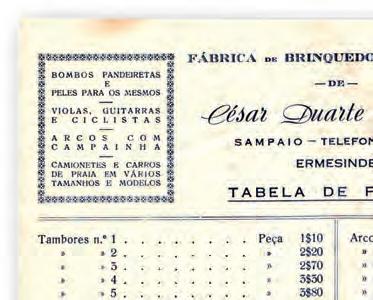 BOMBOS PANDEIRETAS
E
PELES PARA OS MESMOS
VIOLAS, GUITARRAS
E CICLISTAS
ARCOS COM
CAMPAINHA
CAMIONETES E CARROS
DE PRAIA EM VÁRIOS
TAMANHOS E MODELOS
FÁBRICA DE BRINQUEDO
—DE—
César Duarte
SAMPAIO – TELEFON
ERMESINDE
TABELA DE P
Tambores n.º 1 . . . . . . . Peça 1$10 Arco
» » 2 . . . . . . . » 2$20 »
» » 3 . . . . . . . » 2$70 »
» » 4 . . . . . . . » 3$30 »
» » 5 . . . . . . . » 3$80 »